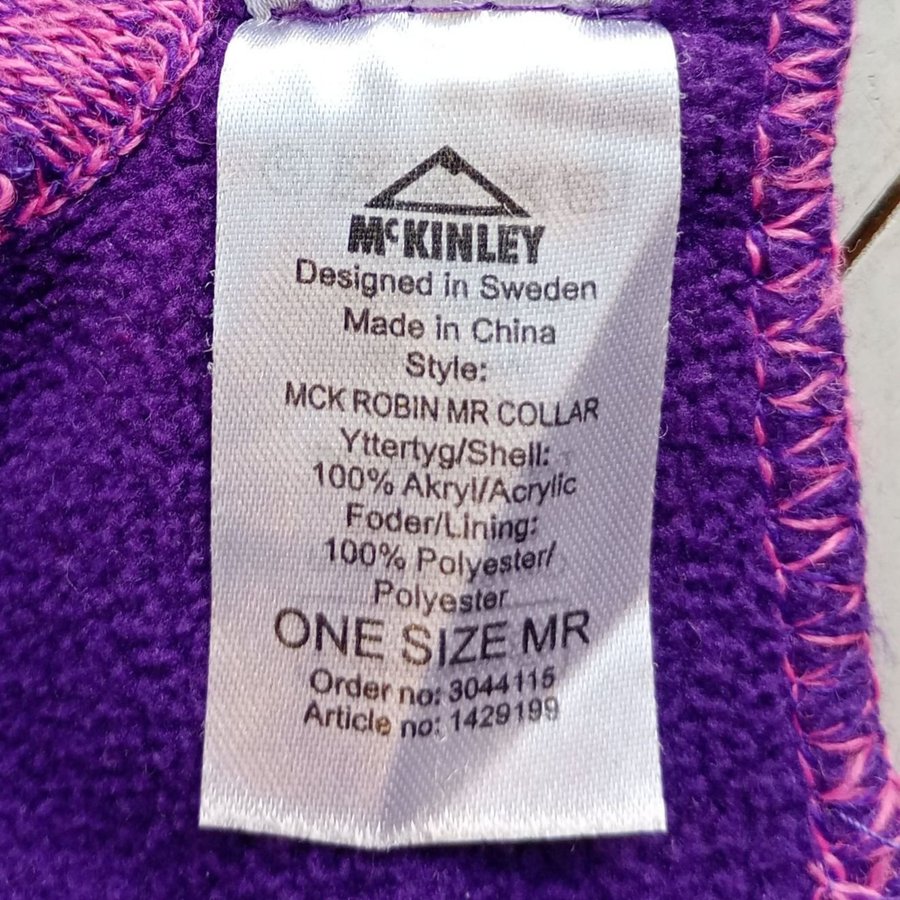 McKINLEY
Designed in Sweden
Made in China
Style:
MCK ROBIN MR COLLAR
Yttertyg/Shell:
100% Akryl/Acrylic
Foder/Lining:
100% Polyester/
Polyester
ONE SIZE MR
Order no: 3044115
Article no: 1429199